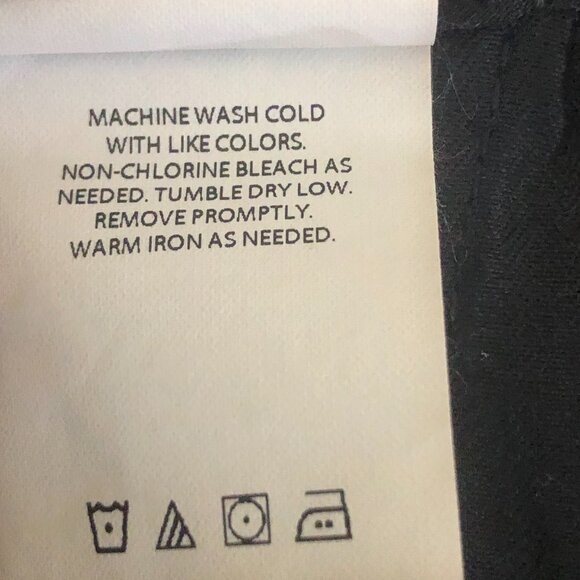 MACHINE WASH COLD
WITH LIKE COLORS.
NON-CHLORINE BLEACH AS
NEEDED. TUMBLE DRY LOW.
REMOVE PROMPTLY.
WARM IRON AS NEEDED.